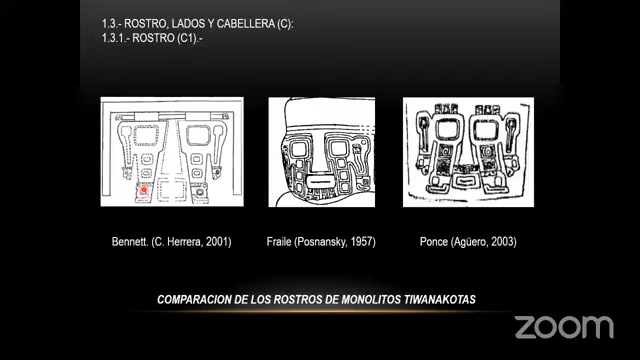 1.3.- ROSTRO, LADOS Y CABELLERA (C):
1.3.1.- ROSTRO (C1).-
Bennett. (C. Herrera, 2001)
Fraile (Posnansky, 1957)
Ponce (Agüero, 2003)
COMPARACION DE LOS ROSTROS DE MONOLITOS TIWANAKOTAS
zoom